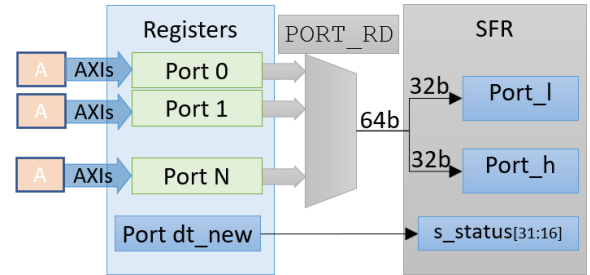 Registers
PORT_RD
SFR
A
AXIs
Port 0
A
AXIs
Port 1
A
AXIs
Port N
Port dt_new
64b
32b
Port_l
32b
Port_h
s_status[31:16]